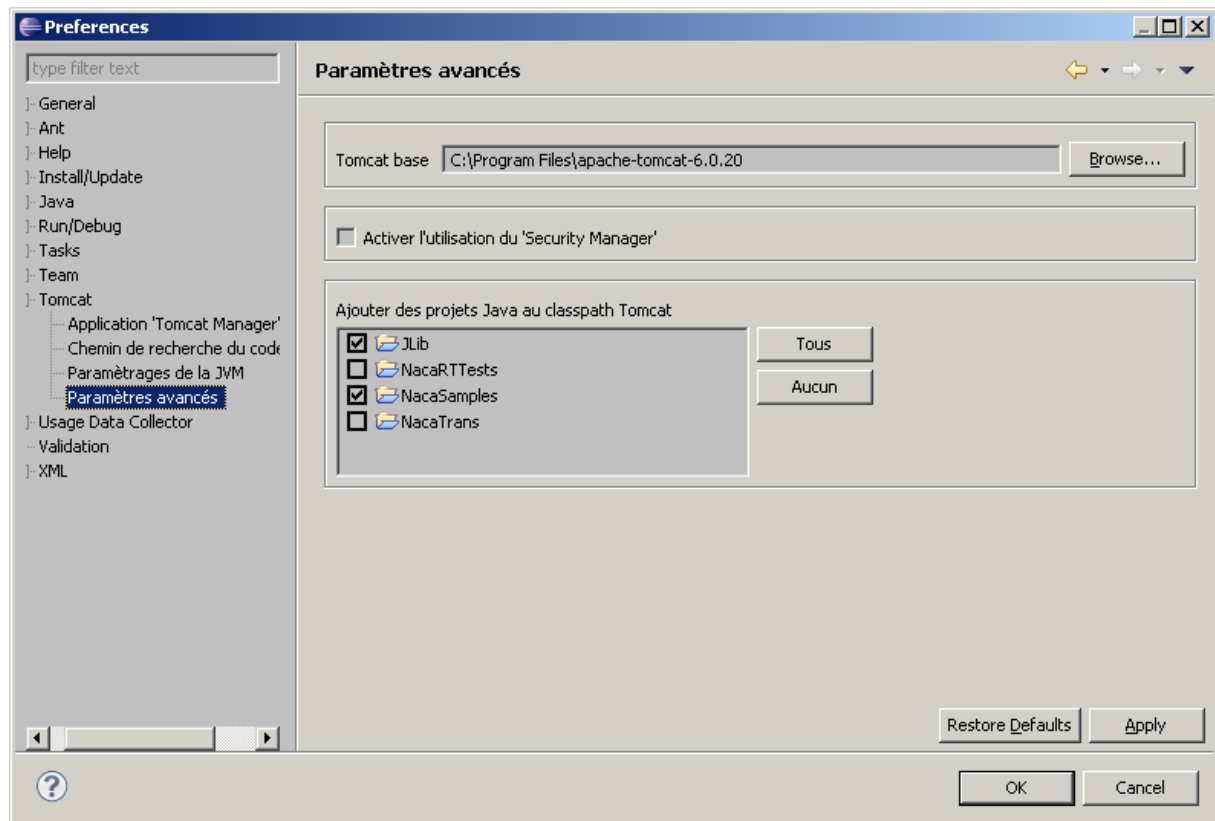 Preferences
type filter text
General
Ant
Help
Install/Update
Java
Run/Debug
Tasks
Team
Tomcat
Application 'Tomcat Manager'
Chemin de recherche du code
Paramètrages de la JVM
Paramètres avancés
Usage Data Collector
Validation
XML
Paramètres avancés
Tomcat base C:\Program Files\apache-tomcat-6.0.20 Browse...
Activer l'utilisation du 'Security Manager'
Ajouter des projets Java au classpath Tomcat
JLib
NacaRTTests
NacaSamples
NacaTrans
Tous
Aucun
Restore Defaults Apply
? OK Cancel